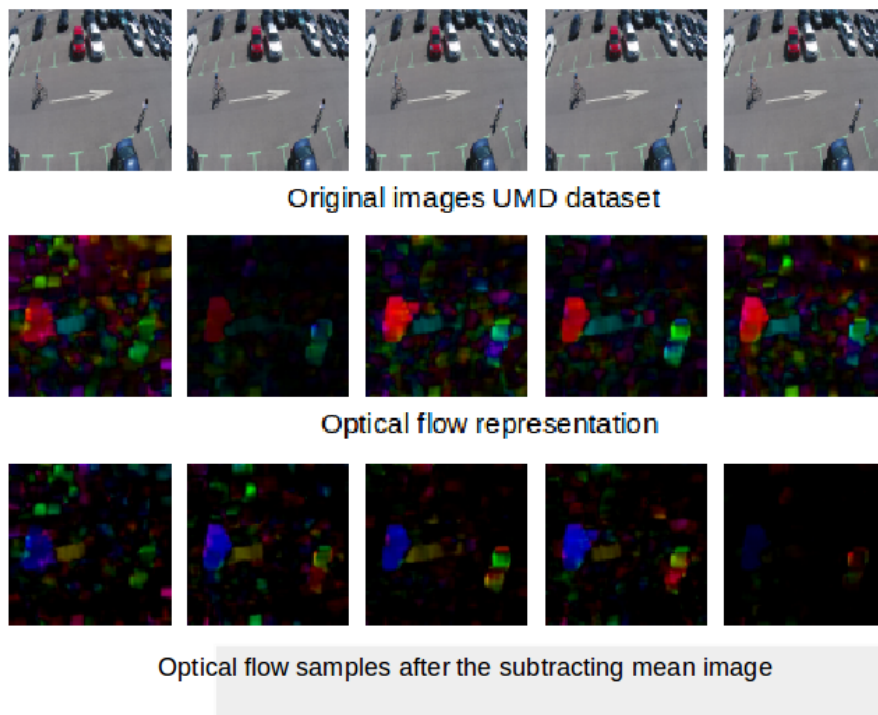 Original images UMD dataset
Optical flow representation
Optical flow samples after the subtracting mean image